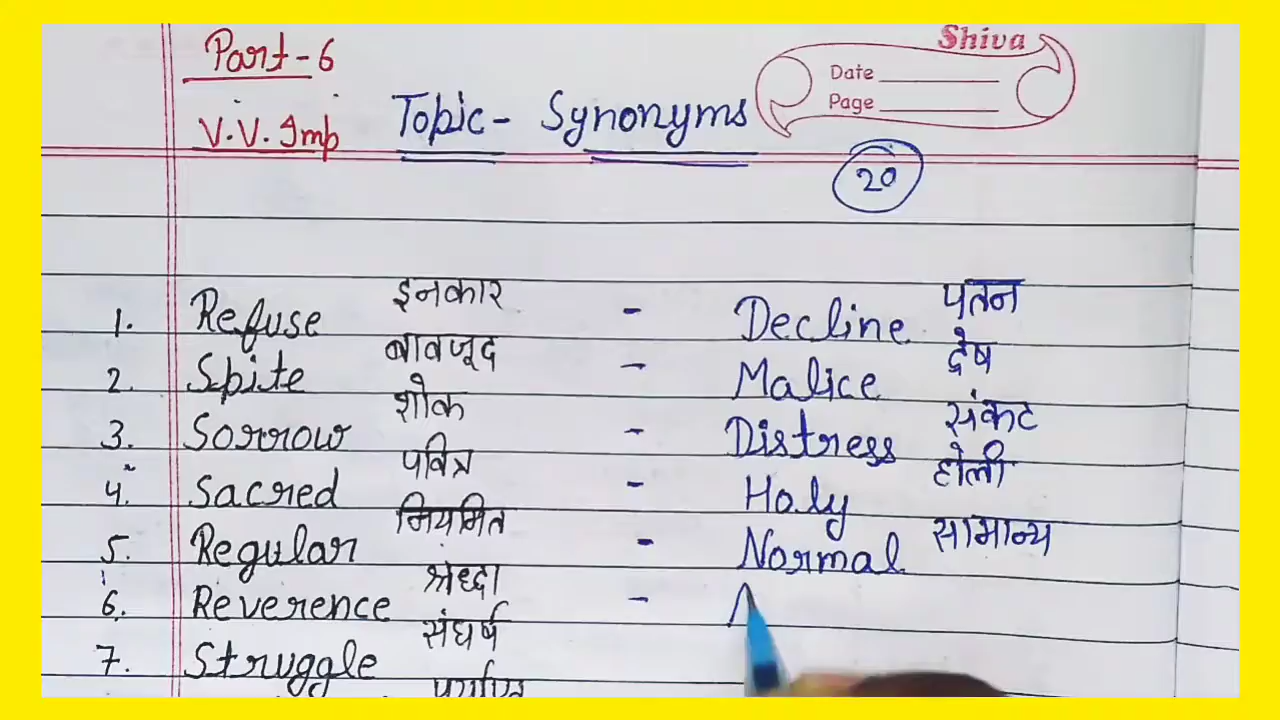 Part-6
Shiva
Date
Page
V.V. Imp Topic- Synonyms
20
1. Refuse इनकार - Decline पतन
2. Spite बावजूद - Malice देष
3. Sorrow शोक - Distress संकट
4. Sacred पवित्र - Holy होली
5. Regular नियमित - Normal सामान्य
6. Reverence श्रध्दा -
7. Struggle संघर्ष